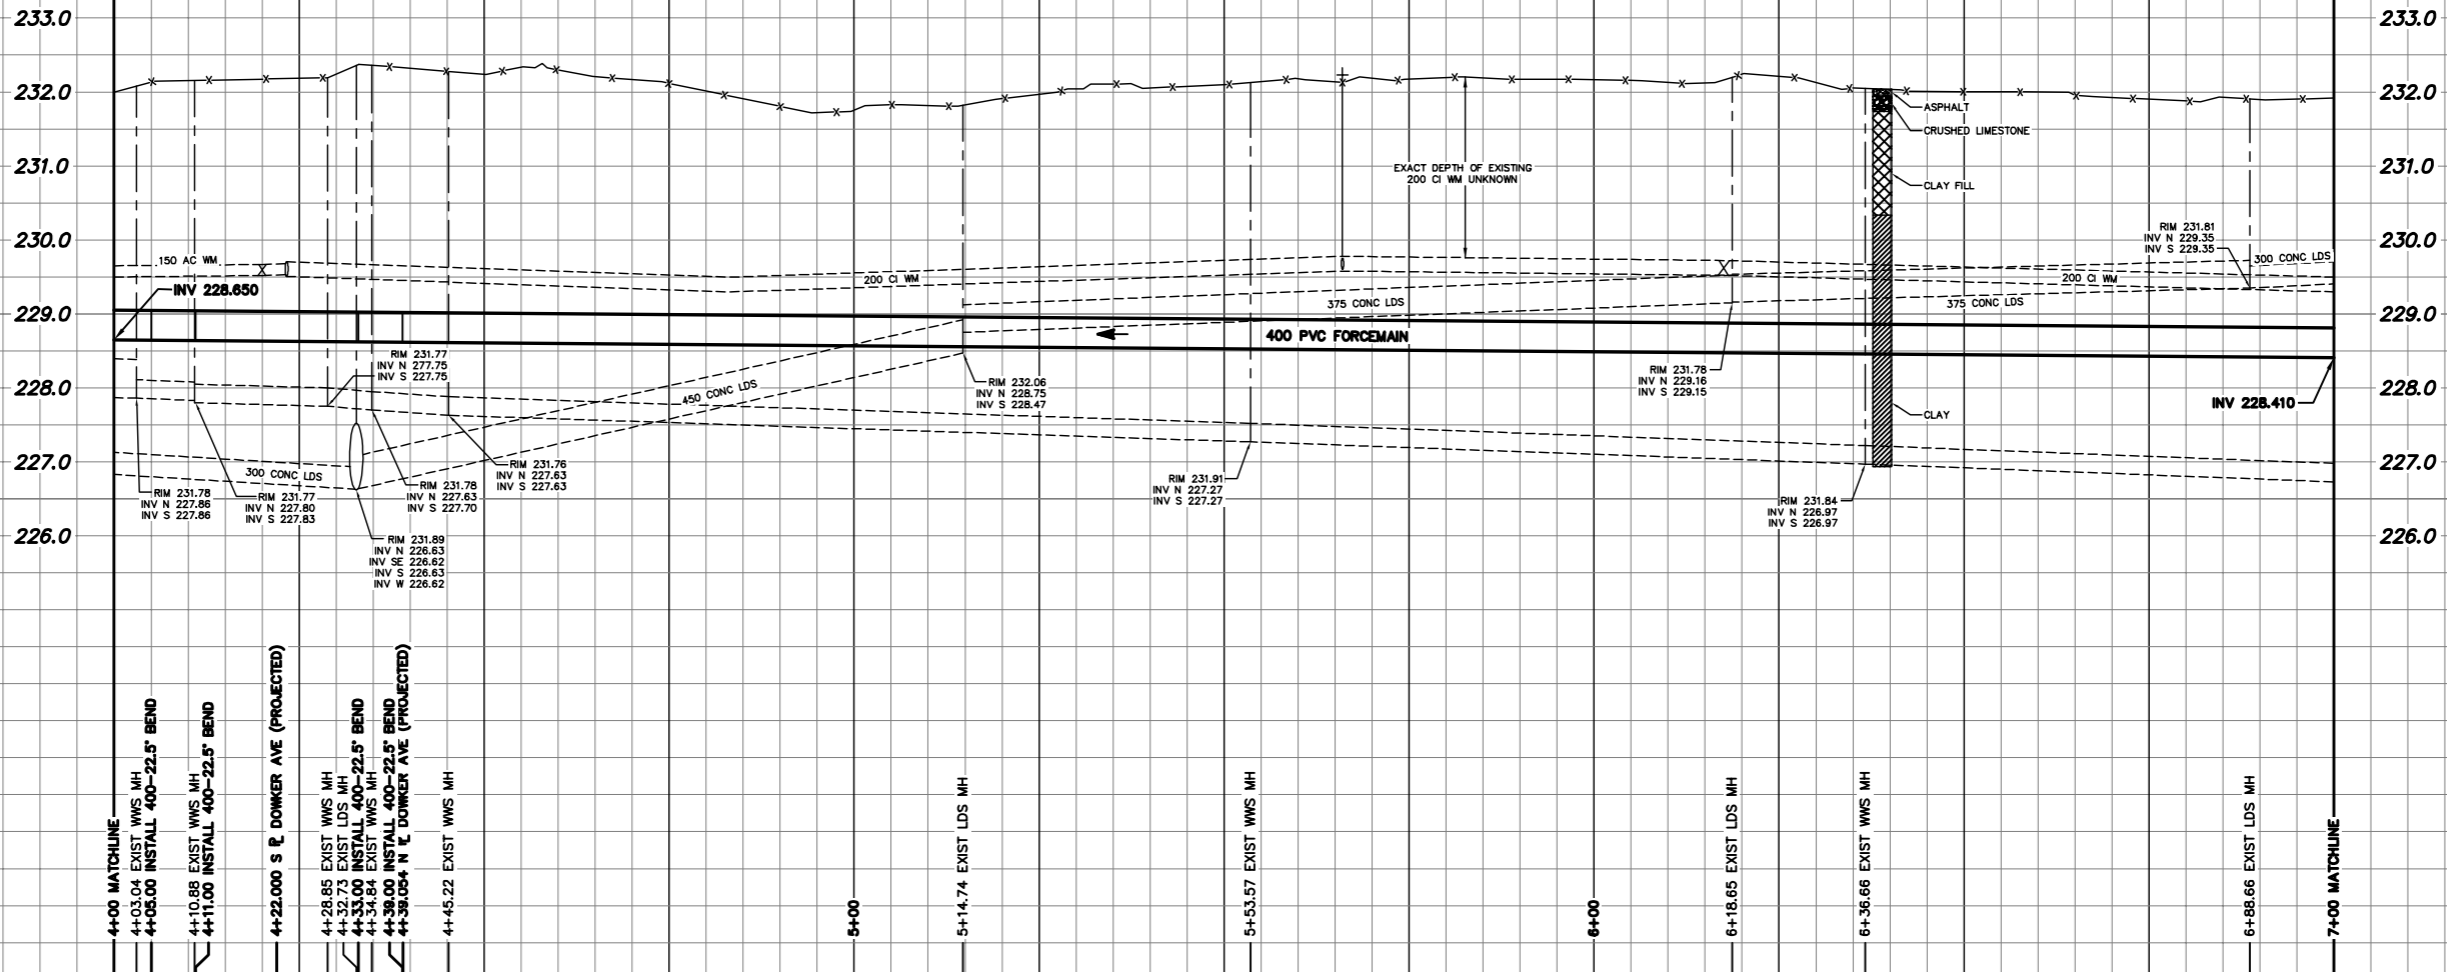 233.0
233.0
232.0
232.0
231.0
231.0
230.0
230.0
229.0
229.0
228.0
228.0
227.0
227.0
226.0
226.0
ASPHALT
CRUSHED LIMESTONE
CLAY FILL
CLAY
EXACT DEPTH OF EXISTING
200 CI WM UNKNOWN
150 AC WM
INV 228.650
200 CI WM
375 CONC LDS
400 PVC FORCEMAIN
RIM 231.81
INV N 229.35
INV S 229.35
300 CONC LDS
200 CI WM
375 CONC LDS
INV 228.410
RIM 231.77
INV N 277.75
INV S 227.75
450 CONC LDS
RIM 232.06
INV N 228.75
INV S 228.47
RIM 231.78
INV N 229.16
INV S 229.15
300 CONC LDS
RIM 231.78
INV N 227.86
INV S 227.86
RIM 231.77
INV N 227.80
INV S 227.83
RIM 231.78
INV N 227.63
INV S 227.70
RIM 231.76
INV N 227.63
INV S 227.63
RIM 231.89
INV N 226.63
INV SE 226.62
INV S 226.63
INV W 226.62
RIM 231.91
INV N 227.27
INV S 227.27
RIM 231.84
INV N 226.97
INV S 226.97
4+00 MATCHLINE
4+03.04 EXIST WWS MH
4+05.00 INSTALL 400-22.5° BEND
4+10.88 EXIST WWS MH
4+11.00 INSTALL 400-22.5° BEND
4+22.000 S PL DOWKER AVE (PROJECTED)
4+28.85 EXIST WWS MH
4+32.73 EXIST LDS MH
4+33.00 INSTALL 400-22.5° BEND
4+34.84 EXIST WWS MH
4+39.00 INSTALL 400-22.5° BEND
4+39.054 N PL DOWKER AVE (PROJECTED)
4+45.22 EXIST WWS MH
5+00
5+14.74 EXIST LDS MH
5+53.57 EXIST WWS MH
6+00
6+18.65 EXIST LDS MH
6+36.66 EXIST WWS MH
6+88.66 EXIST LDS MH
7+00 MATCHLINE